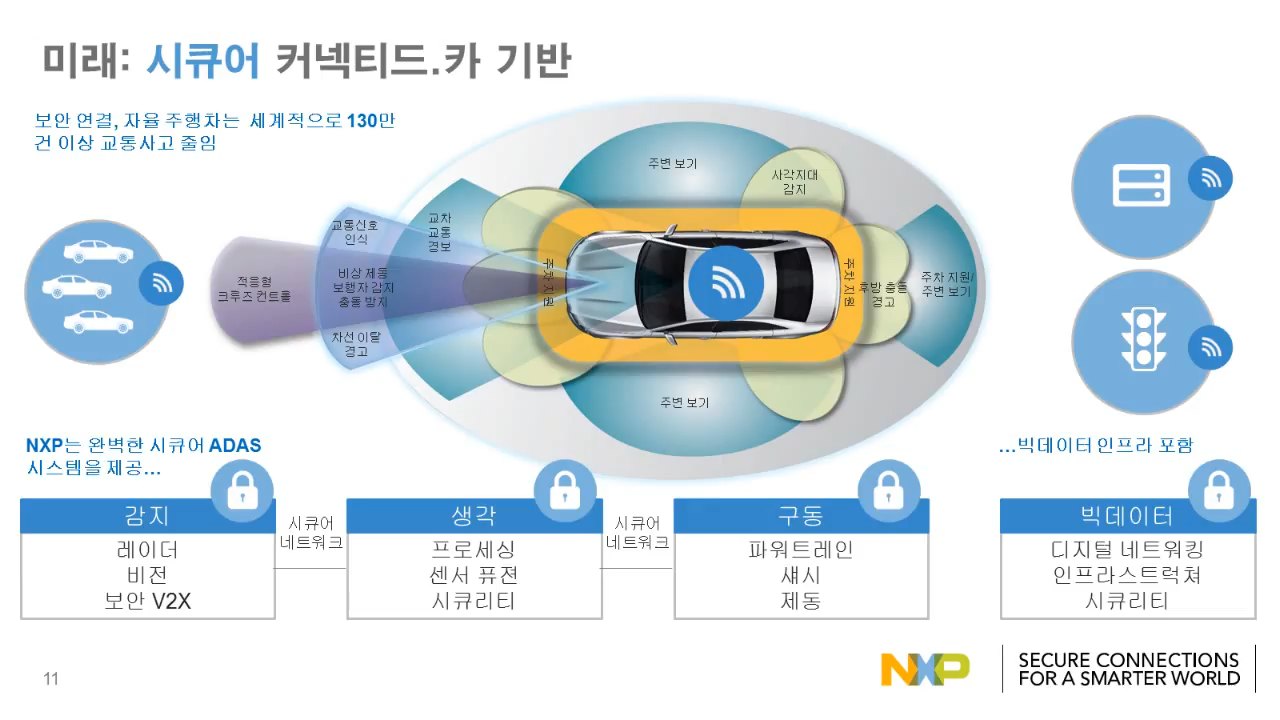 미래: 시큐어 커넥티드.카 기반
보안 연결, 자율 주행차는 세계적으로 130만
건 이상 교통사고 줄임
주변 보기
사각지대
감지
교통신호
인식
교차
교통
경보
적응형
크루즈 컨트롤
비상 제동
보행자 감지
충돌 방지
차선 이탈
경고
주차 지원
주차 지원
후방 충돌
경고
주차 지원/
주변 보기
주변 보기
NXP는 완벽한 시큐어 ADAS
시스템을 제공...
...빅데이터 인프라 포함
감지
레이더
비전
보안 V2X
시큐어
네트워크
생각
프로세싱
센서 퓨젼
시큐리티
시큐어
네트워크
구동
파워트레인
섀시
제동
빅데이터
디지털 네트워킹
인프라스트럭쳐
시큐리티
11
NXP
SECURE CONNECTIONS
FOR A SMARTER WORLD